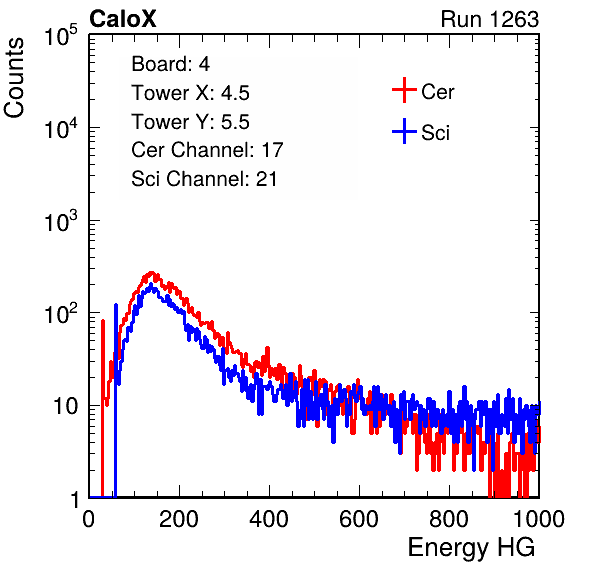 CaloX Run 1263
Counts
Board: 4
Tower X: 4.5
Tower Y: 5.5
Cer Channel: 17
Sci Channel: 21
Cer
Sci
10^5
10^4
10^3
10^2
10
1
0 200 400 600 800 1000
Energy HG